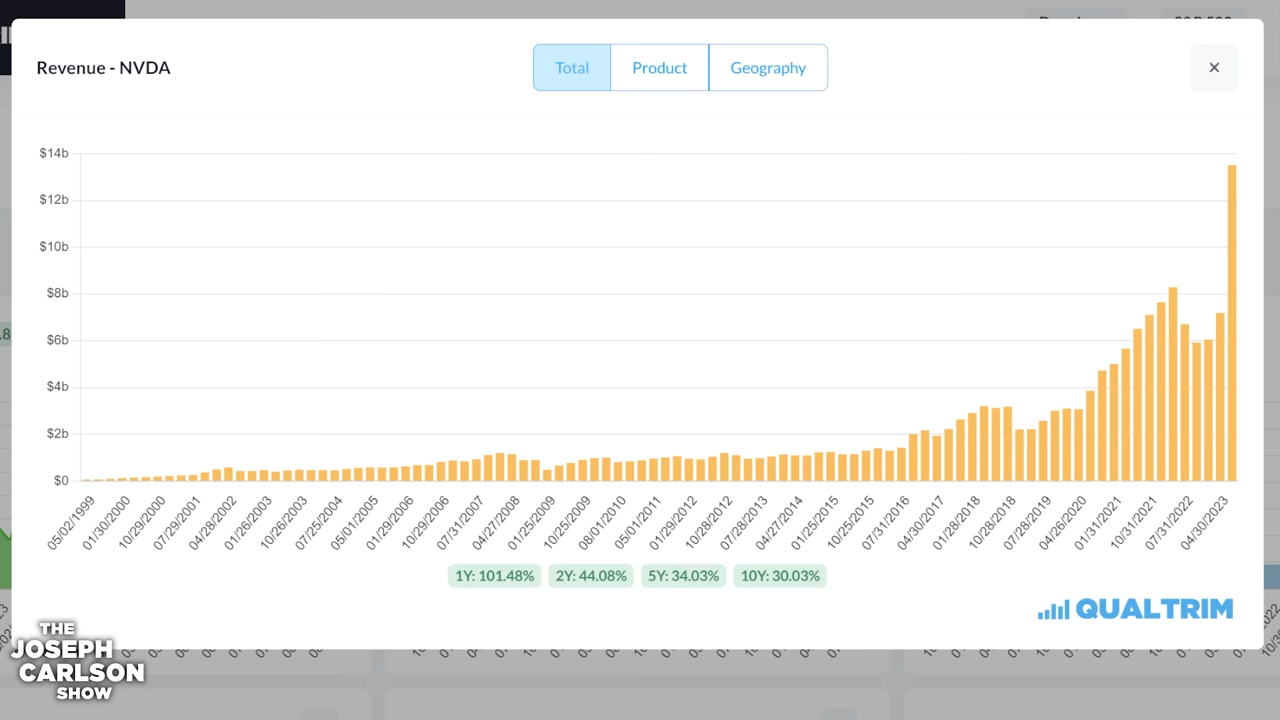 Revenue - NVDA
Total
Product
Geography
×
$14b
$12b
$10b
$8b
$6b
$4b
$2b
$0
05/02/1999
01/30/2000
10/29/2000
07/29/2001
04/28/2002
01/26/2003
10/26/2003
07/25/2004
05/01/2005
01/29/2006
10/29/2006
07/31/2007
04/27/2008
01/25/2009
10/25/2009
08/01/2010
05/01/2011
01/29/2012
10/28/2012
07/28/2013
04/27/2014
01/25/2015
10/25/2015
07/31/2016
04/30/2017
01/28/2018
10/28/2018
07/28/2019
04/26/2020
01/31/2021
10/31/2021
07/31/2022
04/30/2023
1Y: 101.48%
2Y: 44.08%
5Y: 34.03%
10Y: 30.03%
QUALTRIM
THE
JOSEPH
CARLSON
SHOW